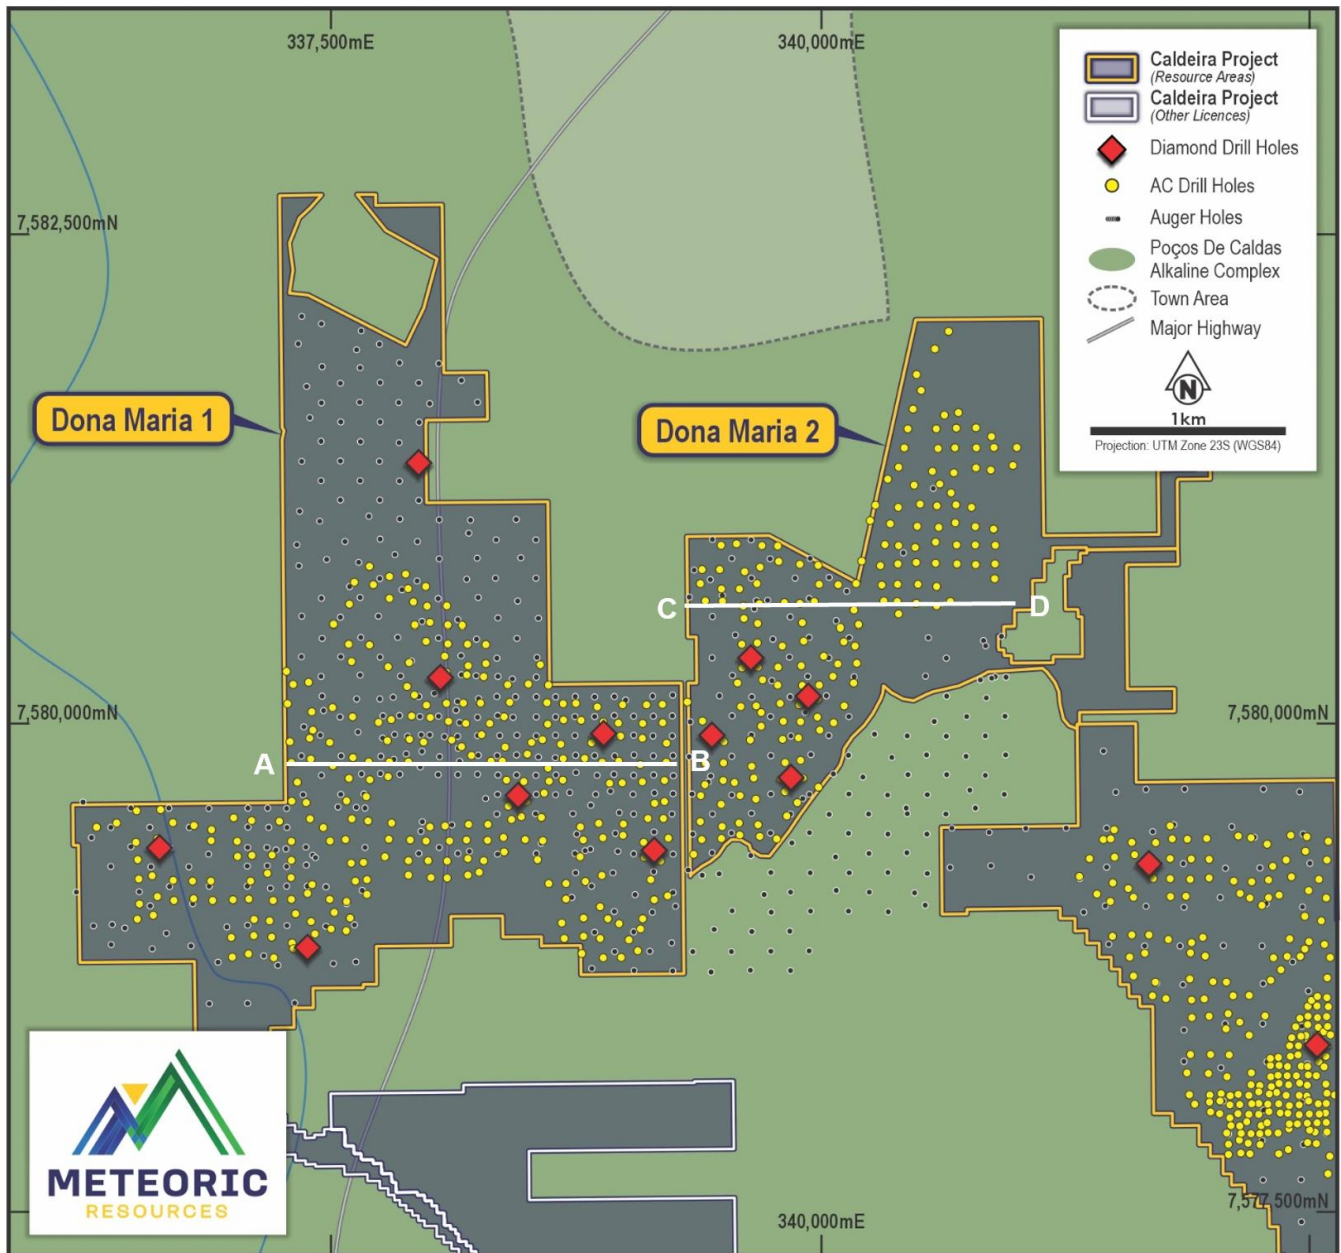 337,500mE
340,000mE
Caldeira Project
(Resource Areas)
Caldeira Project
(Other Licences)
Diamond Drill Holes
AC Drill Holes
Auger Holes
Poços De Caldas
Alkaline Complex
Town Area
Major Highway
N
1km
Projection: UTM Zone 23S (WGS84)
7,582,500mN
Dona Maria 1
Dona Maria 2
C
D
7,580,000mN
7,580,000mN
A
B
METEORIC
RESOURCES
340,000mE
7,577,500mN